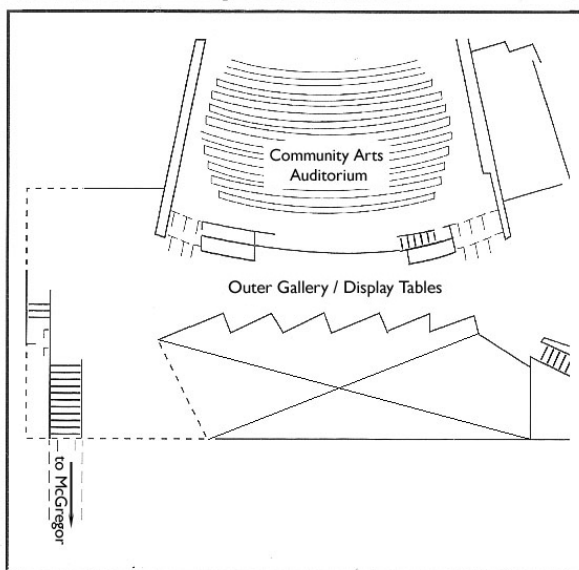 Community Arts
Auditorium
Outer Gallery / Display Tables
to McGregor